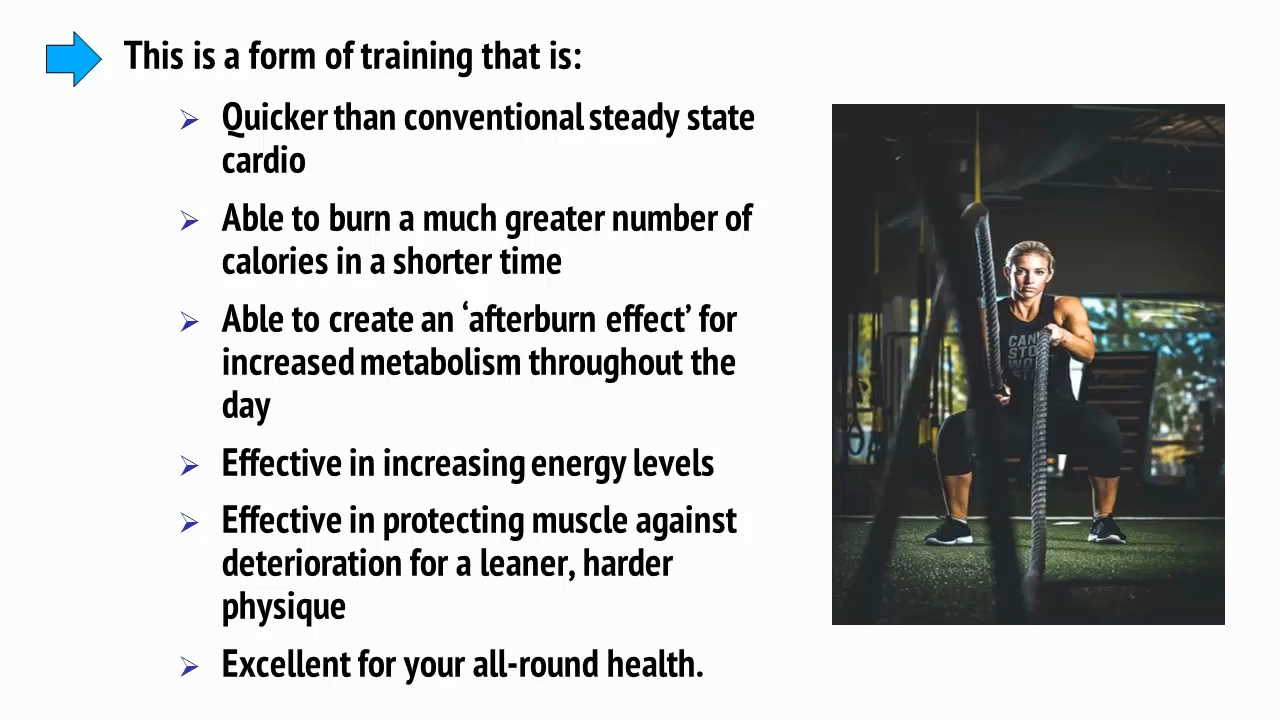 This is a form of training that is:
Quicker than conventional steady state
cardio
Able to burn a much greater number of
calories in a shorter time
Able to create an ‘afterburn effect’ for
increased metabolism throughout the
day
Effective in increasing energy levels
Effective in protecting muscle against
deterioration for a leaner, harder
physique
Excellent for your all-round health.
CAN
STO
WO